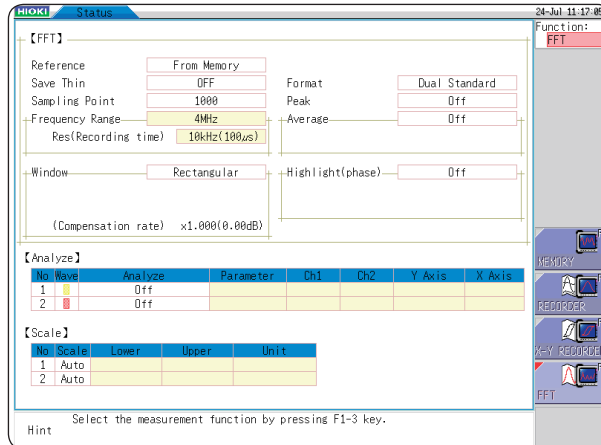 HIOKI Status 24-Jul 11:17:05
Function:
FFT
【FFT】
Reference From Memory
Save Thin OFF Format Dual Standard
Sampling Point 1000 Peak Off
Frequency Range 4MHz Average Off
Res(Recording time) 10kHz(100µs)
Window Rectangular Highlight(phase) Off
(Compensation rate) x1.000(0.00dB)
【Analyze】
No Wave Analyze Parameter Ch1 Ch2 Y Axis X Axis
1 Off
2 Off
【Scale】
No Scale Lower Upper Unit
1 Auto
2 Auto
MEMORY
RECORDER
X-Y RECORDE
FFT
Select the measurement function by pressing F1-3 key.
Hint